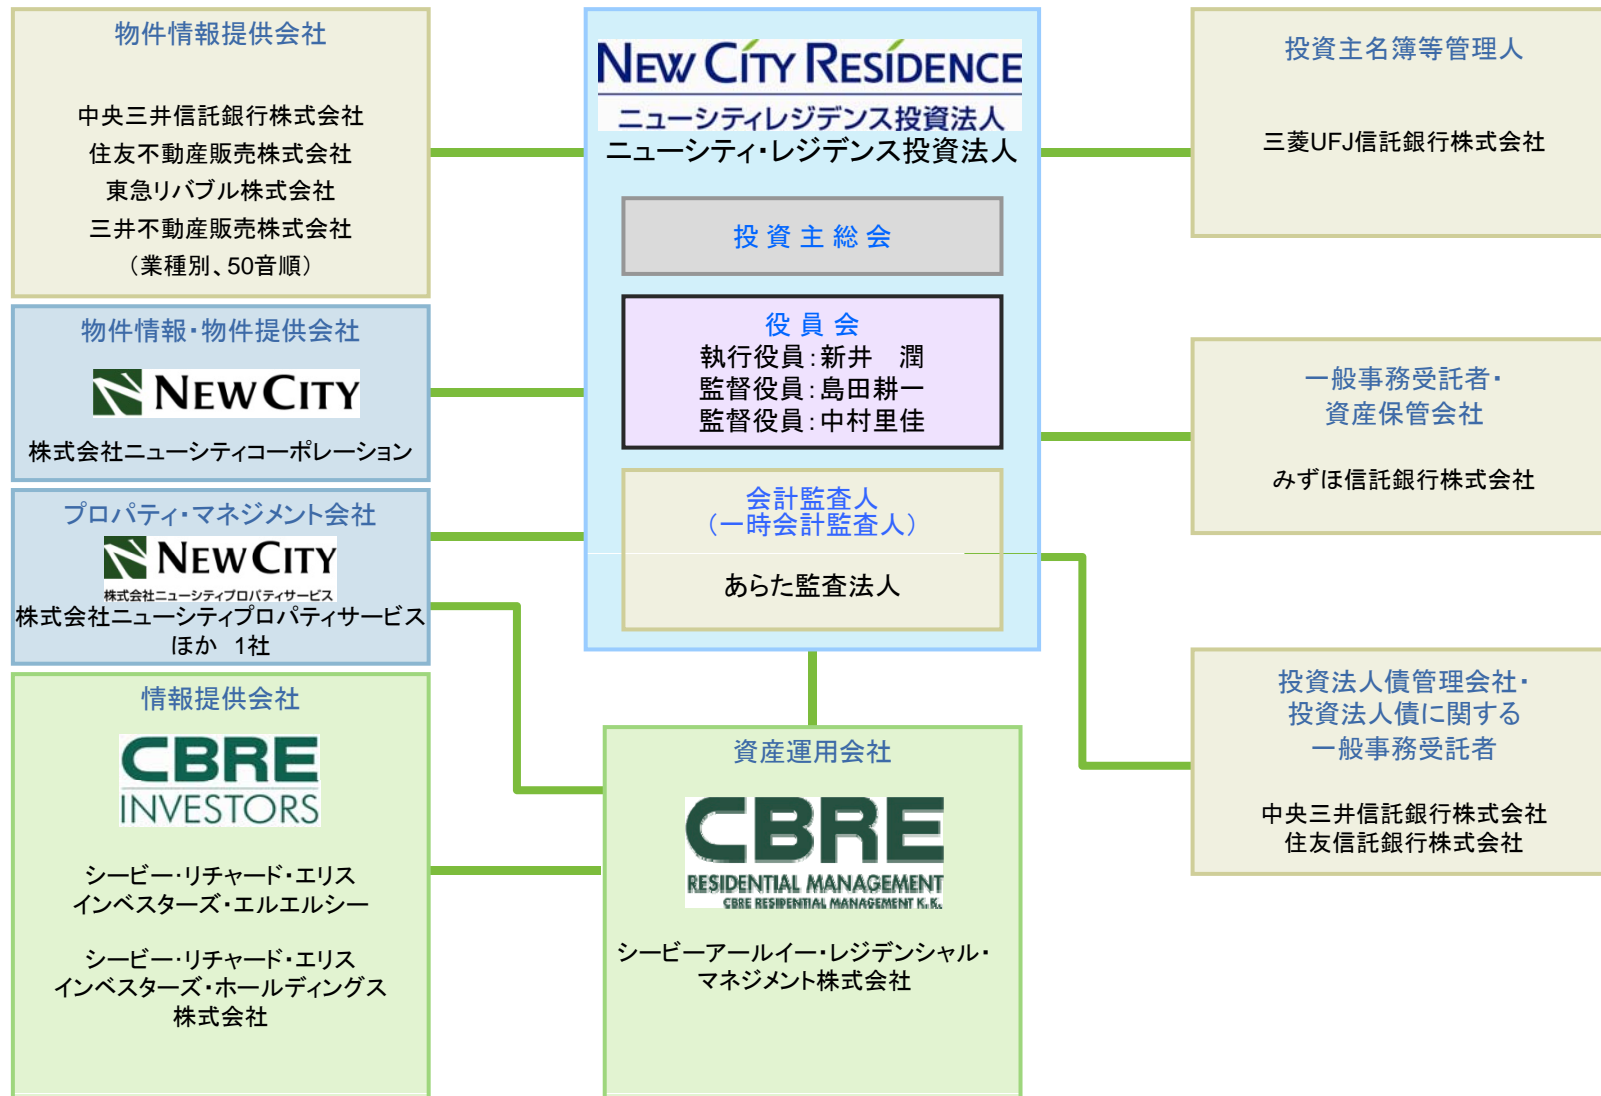 物件情報提供会社
中央三井信託銀行株式会社
住友不動産販売株式会社
東急リバブル株式会社
三井不動産販売株式会社
（業種別、50音順）
物件情報・物件提供会社
NEW CITY
株式会社ニューシティコーポレーション
プロパティ・マネジメント会社
NEW CITY
株式会社ニューシティプロパティサービス
株式会社ニューシティプロパティサービス
ほか　1社
情報提供会社
CBRE
INVESTORS
シービー・リチャード・エリス
インベスターズ・エルエルシー
シービー・リチャード・エリス
インベスターズ・ホールディングス
株式会社
NEW CITY RESIDENCE
ニューシティレジデンス投資法人
ニューシティ・レジデンス投資法人
投 資 主 総 会
役 員 会
執行役員：新井　潤
監督役員：島田耕一
監督役員：中村里佳
会計監査人
（一時会計監査人）
あらた監査法人
資産運用会社
CBRE
RESIDENTIAL MANAGEMENT
CBRE RESIDENTIAL MANAGEMENT K.K.
シービーアールイー・レジデンシャル・
マネジメント株式会社
投資主名簿等管理人
三菱UFJ信託銀行株式会社
一般事務受託者・
資産保管会社
みずほ信託銀行株式会社
投資法人債管理会社・
投資法人債に関する
一般事務受託者
中央三井信託銀行株式会社
住友信託銀行株式会社